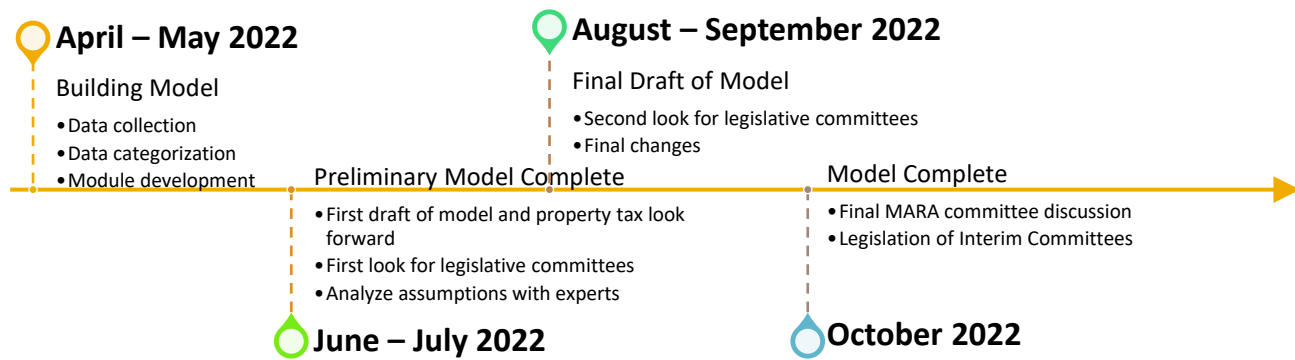 April – May 2022
Building Model
•Data collection
•Data categorization
•Module development
Preliminary Model Complete
•First draft of model and property tax look
forward
•First look for legislative committees
•Analyze assumptions with experts
June – July 2022
August – September 2022
Final Draft of Model
•Second look for legislative committees
•Final changes
Model Complete
•Final MARA committee discussion
•Legislation of Interim Committees
October 2022